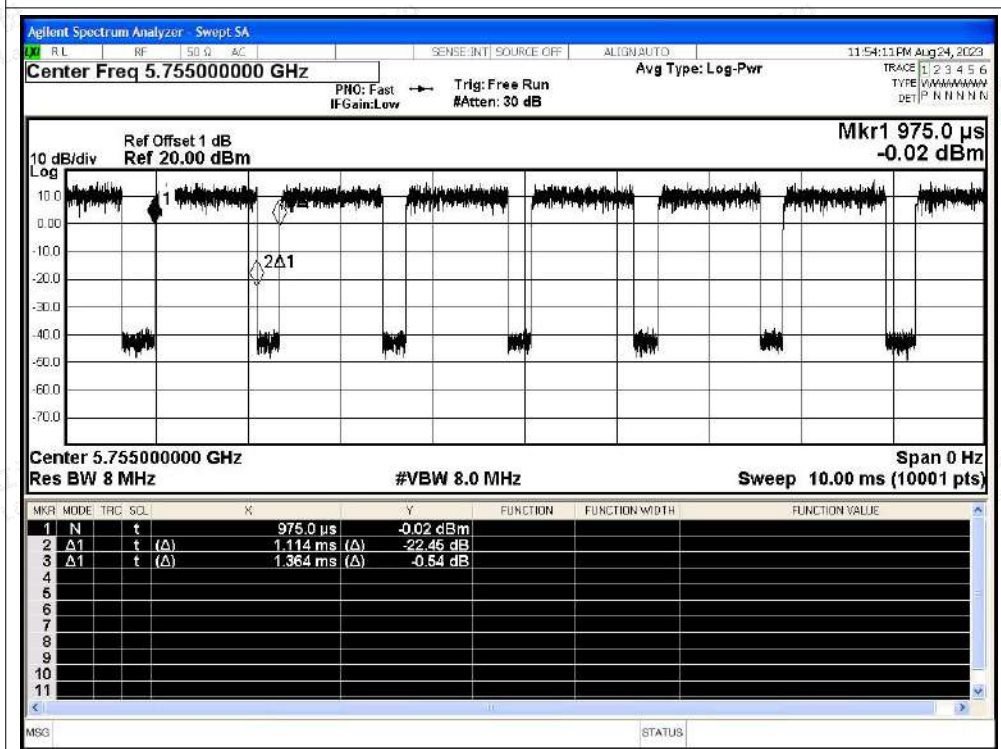 Agilent Spectrum Analyzer - Swept SA
LXI RL RF 50 Ω AC SENSE:INT SOURCE OFF ALIGN AUTO 11:54:11 PM Aug 24, 2023
Center Freq 5.755000000 GHz
PNO: Fast
IFGain:Low
Trig: Free Run
#Atten: 30 dB
Avg Type: Log-Pwr
TRACE 1 2 3 4 5 6
TYPE
DET P N N N N N
Mkr1 975.0 µs
-0.02 dBm
Ref Offset 1 dB
10 dB/div Ref 20.00 dBm
Log
10.0
0.00
-10.0
-20.0
-30.0
-40.0
-50.0
-60.0
-70.0
1
2Δ1
Center 5.755000000 GHz Span 0 Hz
Res BW 8 MHz #VBW 8.0 MHz Sweep 10.00 ms (10001 pts)
MKR MODE TRC SCL X Y FUNCTION FUNCTION WIDTH FUNCTION VALUE
1 N t 975.0 µs -0.02 dBm
2 Δ1 t (Δ) 1.114 ms (Δ) -22.45 dB
3 Δ1 t (Δ) 1.364 ms (Δ) -0.54 dB
4
5
6
7
8
9
10
11
MSG STATUS